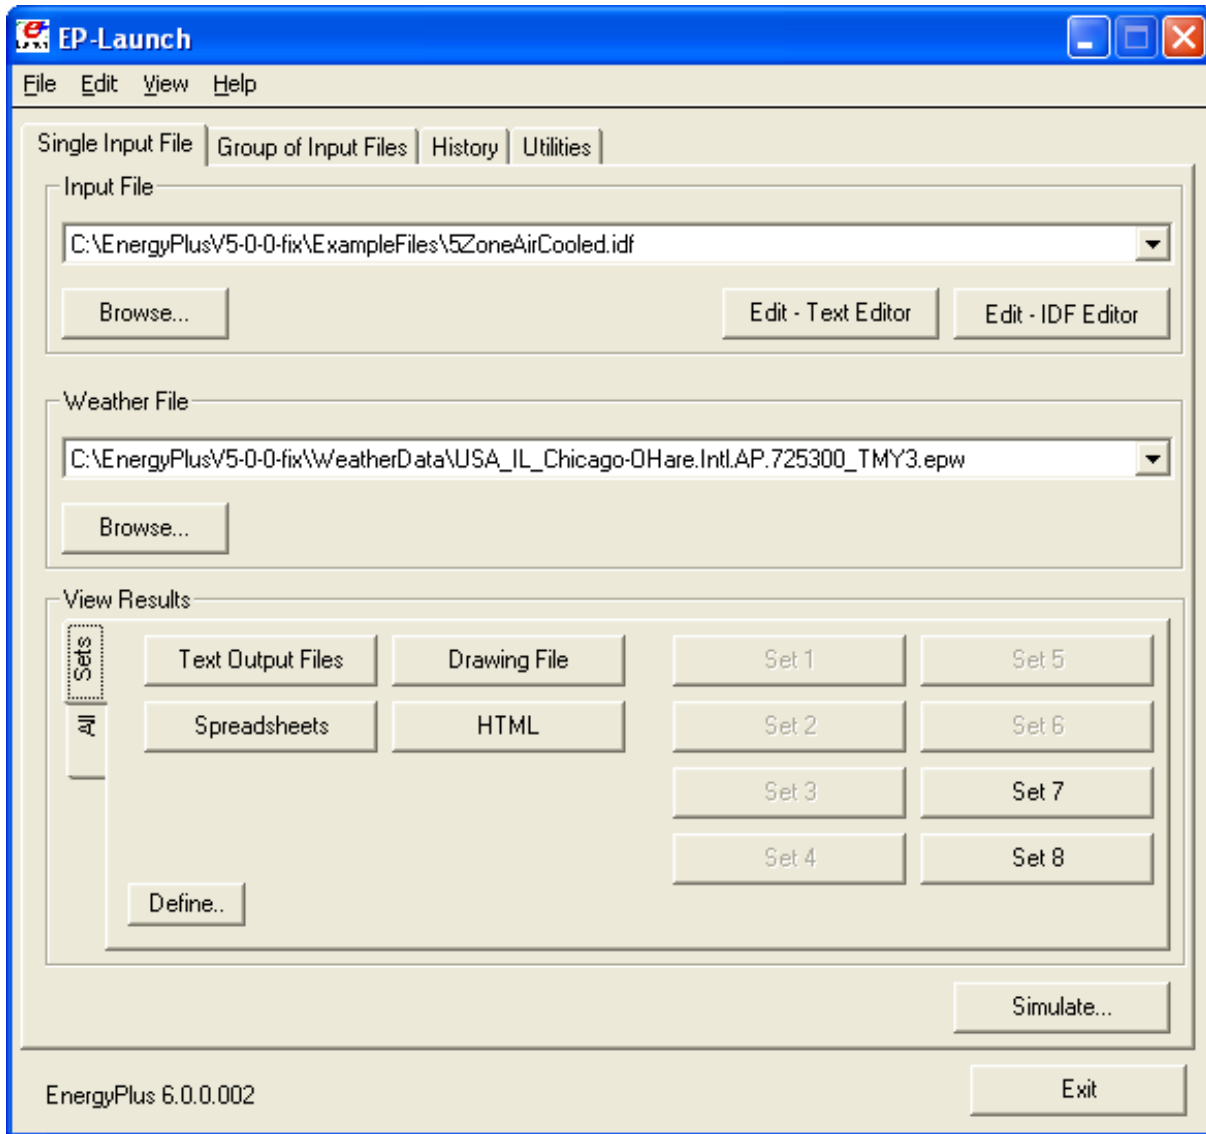 EP-Launch
File Edit View Help
Single Input File Group of Input Files History Utilities
Input File
C:\EnergyPlusV5-0-0-fix\ExampleFiles\5ZoneAirCooled.idf
Browse... Edit - Text Editor Edit - IDF Editor
Weather File
C:\EnergyPlusV5-0-0-fix\WeatherData\USA_IL_Chicago-OHare.Intl.AP.725300_TMY3.epw
Browse...
View Results
Sets
All
Text Output Files Drawing File Set 1 Set 5
Spreadsheets HTML Set 2 Set 6
Set 3 Set 7
Set 4 Set 8
Define..
Simulate...
EnergyPlus 6.0.0.002 Exit